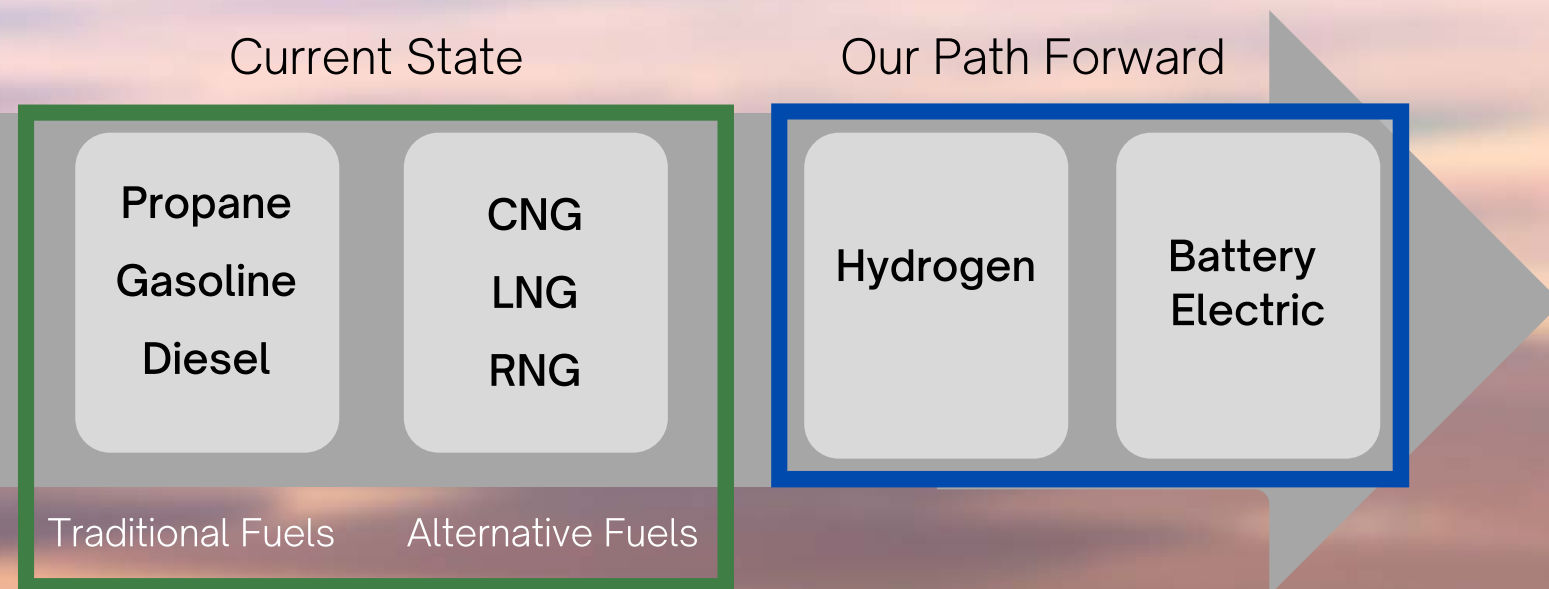 Current State
Our Path Forward
Propane
Gasoline
Diesel
CNG
LNG
RNG
Hydrogen
Battery
Electric
Traditional Fuels
Alternative Fuels